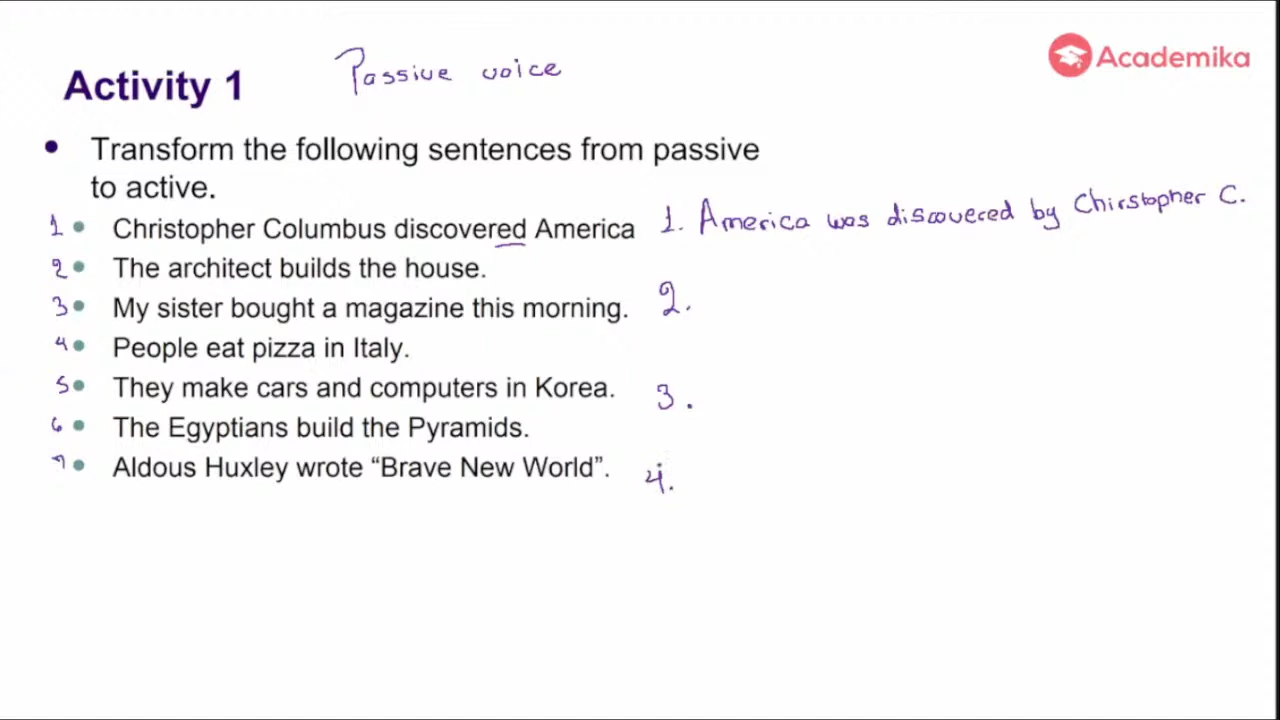 Activity 1
Passive voice
Academika
Transform the following sentences from passive
to active.
1 Christopher Columbus discovered America
2 The architect builds the house.
3 My sister bought a magazine this morning.
4 People eat pizza in Italy.
5 They make cars and computers in Korea.
6 The Egyptians build the Pyramids.
7 Aldous Huxley wrote “Brave New World”.
1. America was discovered by Chirstopher C.
2.
3.
4.